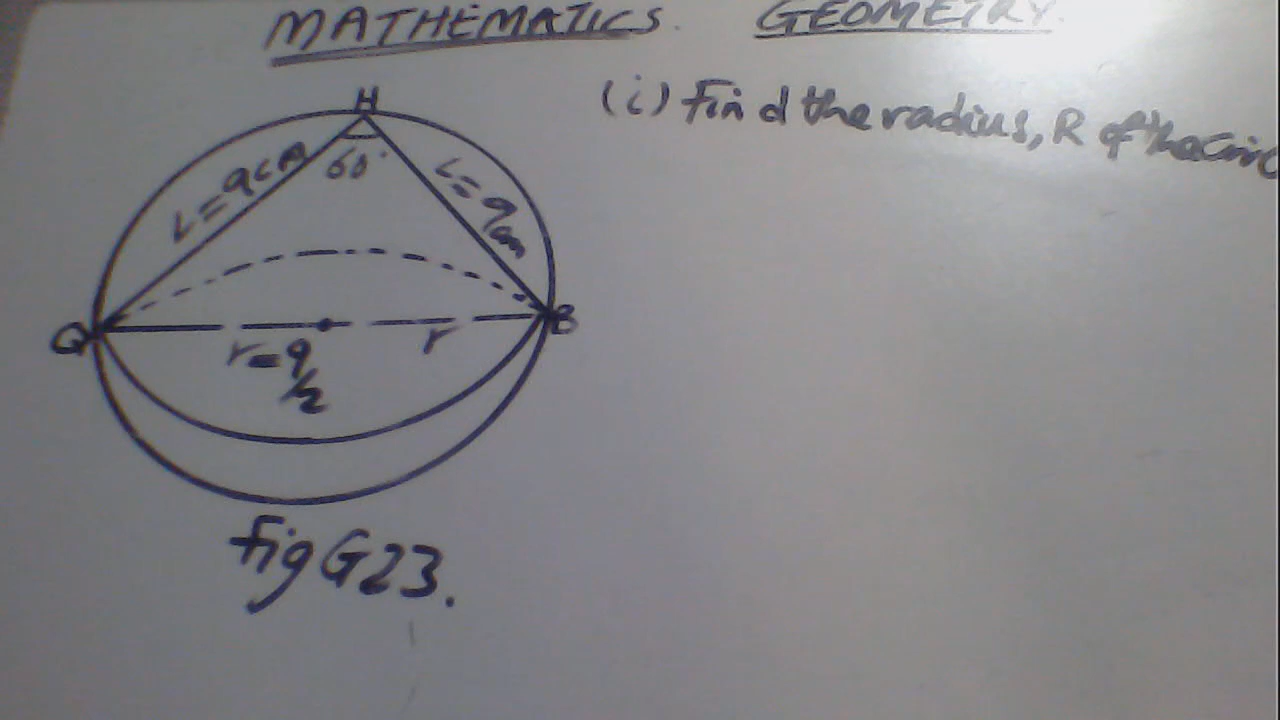 MATHEMATICS. GEOMETRY.
(i) Find the radius, R of the Circ
H
L = 9cm
60°
L = 9cm
Q
B
r = 9/2
r
fig G23.